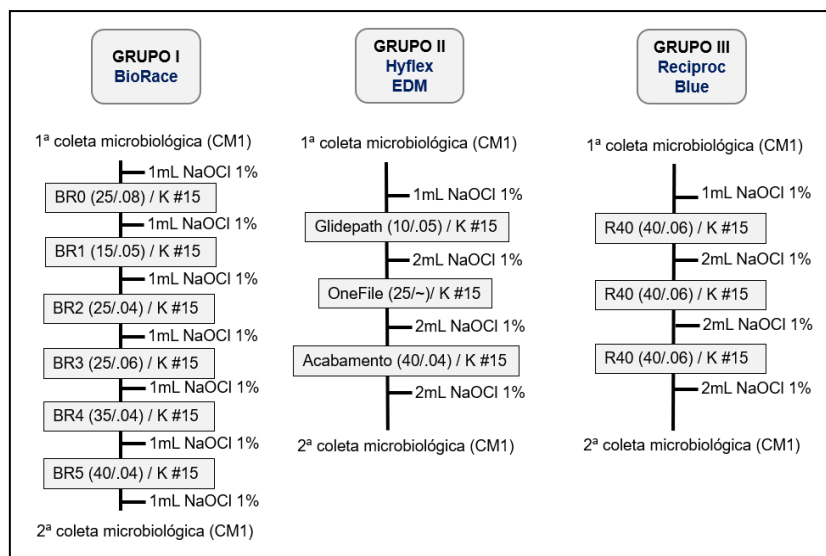 GRUPO I
BioRace
1ª coleta microbiológica (CM1)
1mL NaOCl 1%
BR0 (25/.08) / K #15
1mL NaOCl 1%
BR1 (15/.05) / K #15
1mL NaOCl 1%
BR2 (25/.04) / K #15
1mL NaOCl 1%
BR3 (25/.06) / K #15
1mL NaOCl 1%
BR4 (35/.04) / K #15
1mL NaOCl 1%
BR5 (40/.04) / K #15
1mL NaOCl 1%
2ª coleta microbiológica (CM1)
GRUPO II
Hyflex
EDM
1ª coleta microbiológica (CM1)
1mL NaOCl 1%
Glidepath (10/.05) / K #15
2mL NaOCl 1%
OneFile (25/~)/ K #15
2mL NaOCl 1%
Acabamento (40/.04) / K #15
2mL NaOCl 1%
2ª coleta microbiológica (CM1)
GRUPO III
Reciproc
Blue
1ª coleta microbiológica (CM1)
1mL NaOCl 1%
R40 (40/.06) / K #15
2mL NaOCl 1%
R40 (40/.06) / K #15
2mL NaOCl 1%
R40 (40/.06) / K #15
2mL NaOCl 1%
2ª coleta microbiológica (CM1)